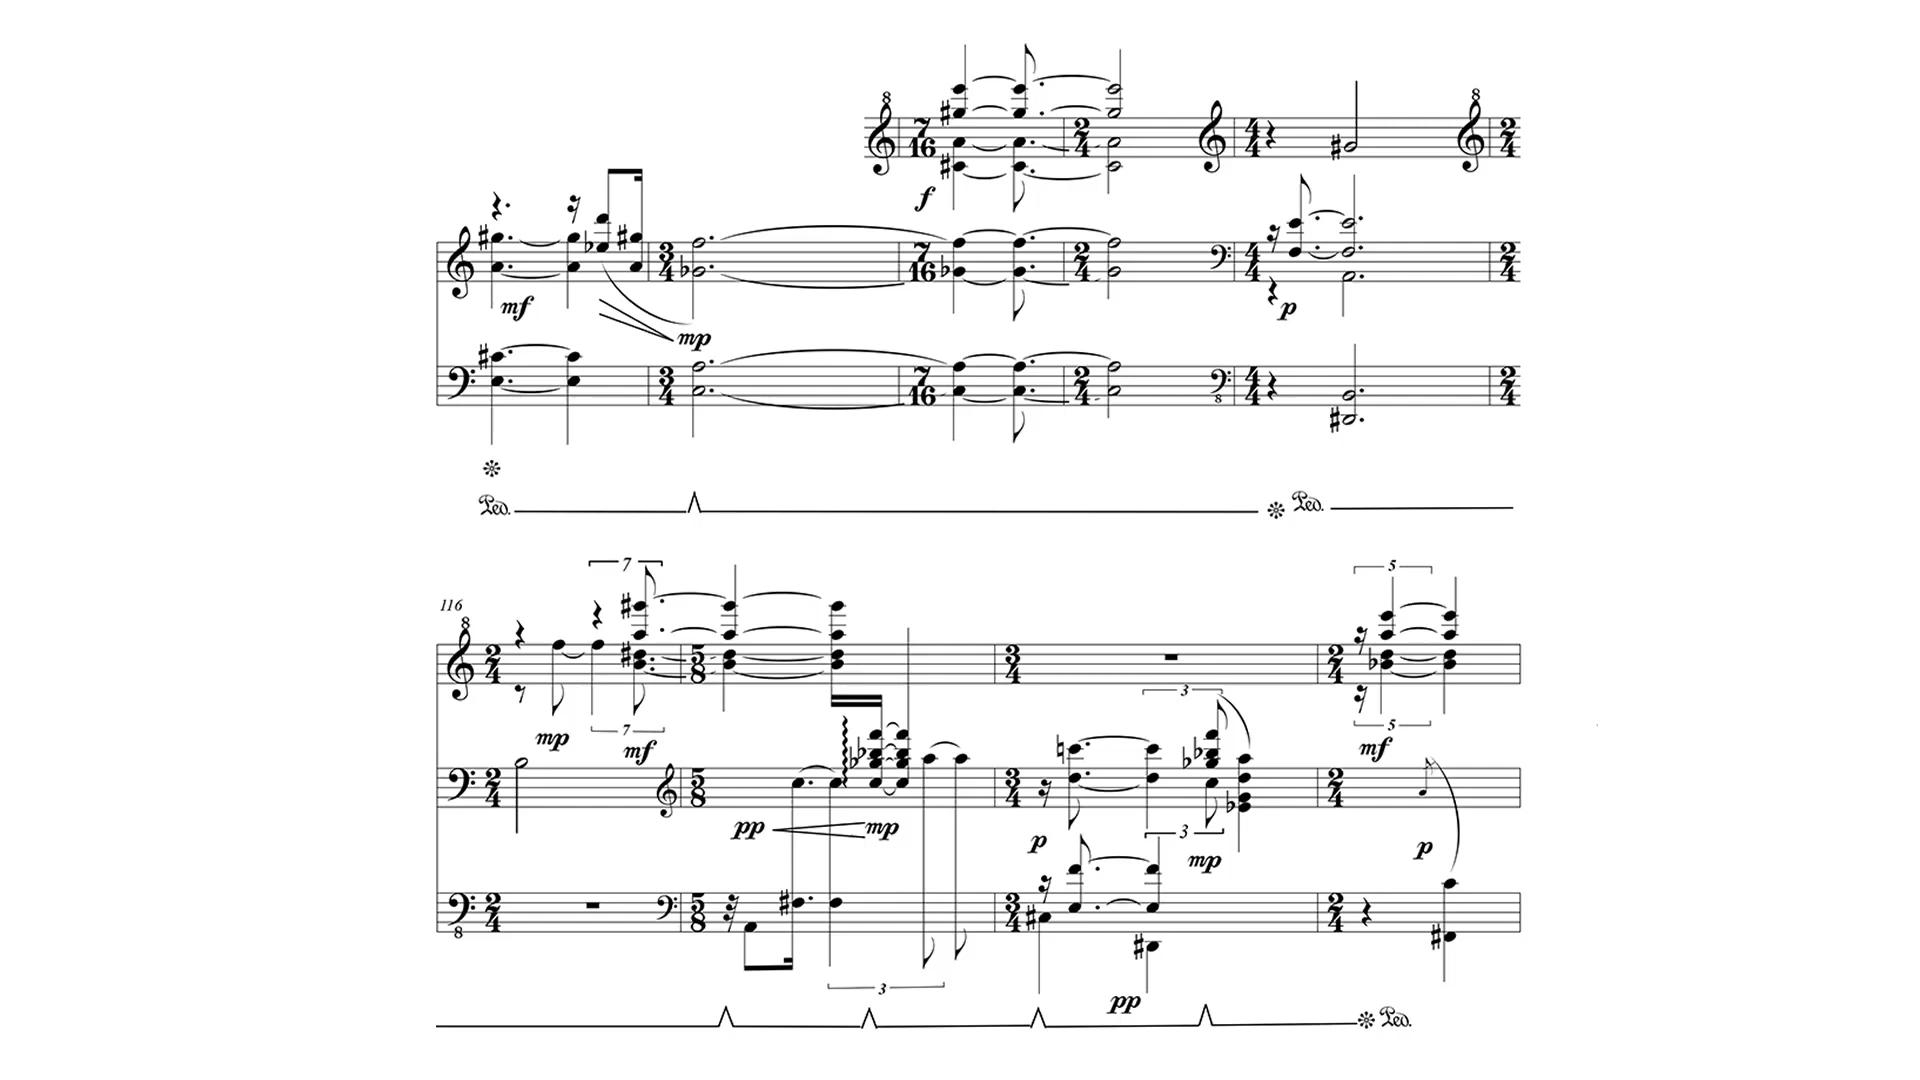 8 8
7 2 4
16 4 4 2 4
f
3 7 2 4 2
4 16 4 4 4
mf p
mp
3 7 2 4 2
4 16 4 8 4 4
Ped. Ped.
7
116
8
2 5 3 2
4 8 4 4
5
3
mp 7 mf 5 mf
2 5 3 2
4 8 4 4
pp mp p 3 mp p
2 5 3 2
8 4 8 4 4
3
pp
Ped.